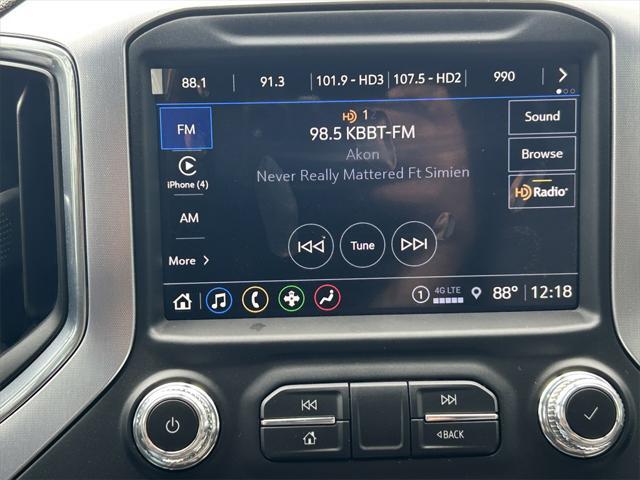 88.1 91.3 101.9 - HD3 107.5 - HD2 990
FM
HD 1 2
98.5 KBBT-FM
Akon
Never Really Mattered Ft Simien
Sound
Browse
HD Radio
iPhone (4)
AM
More
Tune
1 4G LTE 88° 12:18
BACK